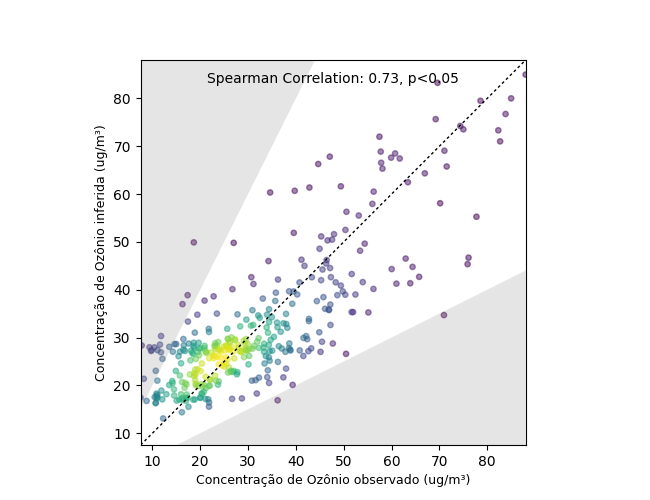 Spearman Correlation: 0.73, p<0.05
80
70
60
50
40
30
20
10
Concentração de Ozônio inferida (ug/m³)
10 20 30 40 50 60 70 80
Concentração de Ozônio observado (ug/m³)